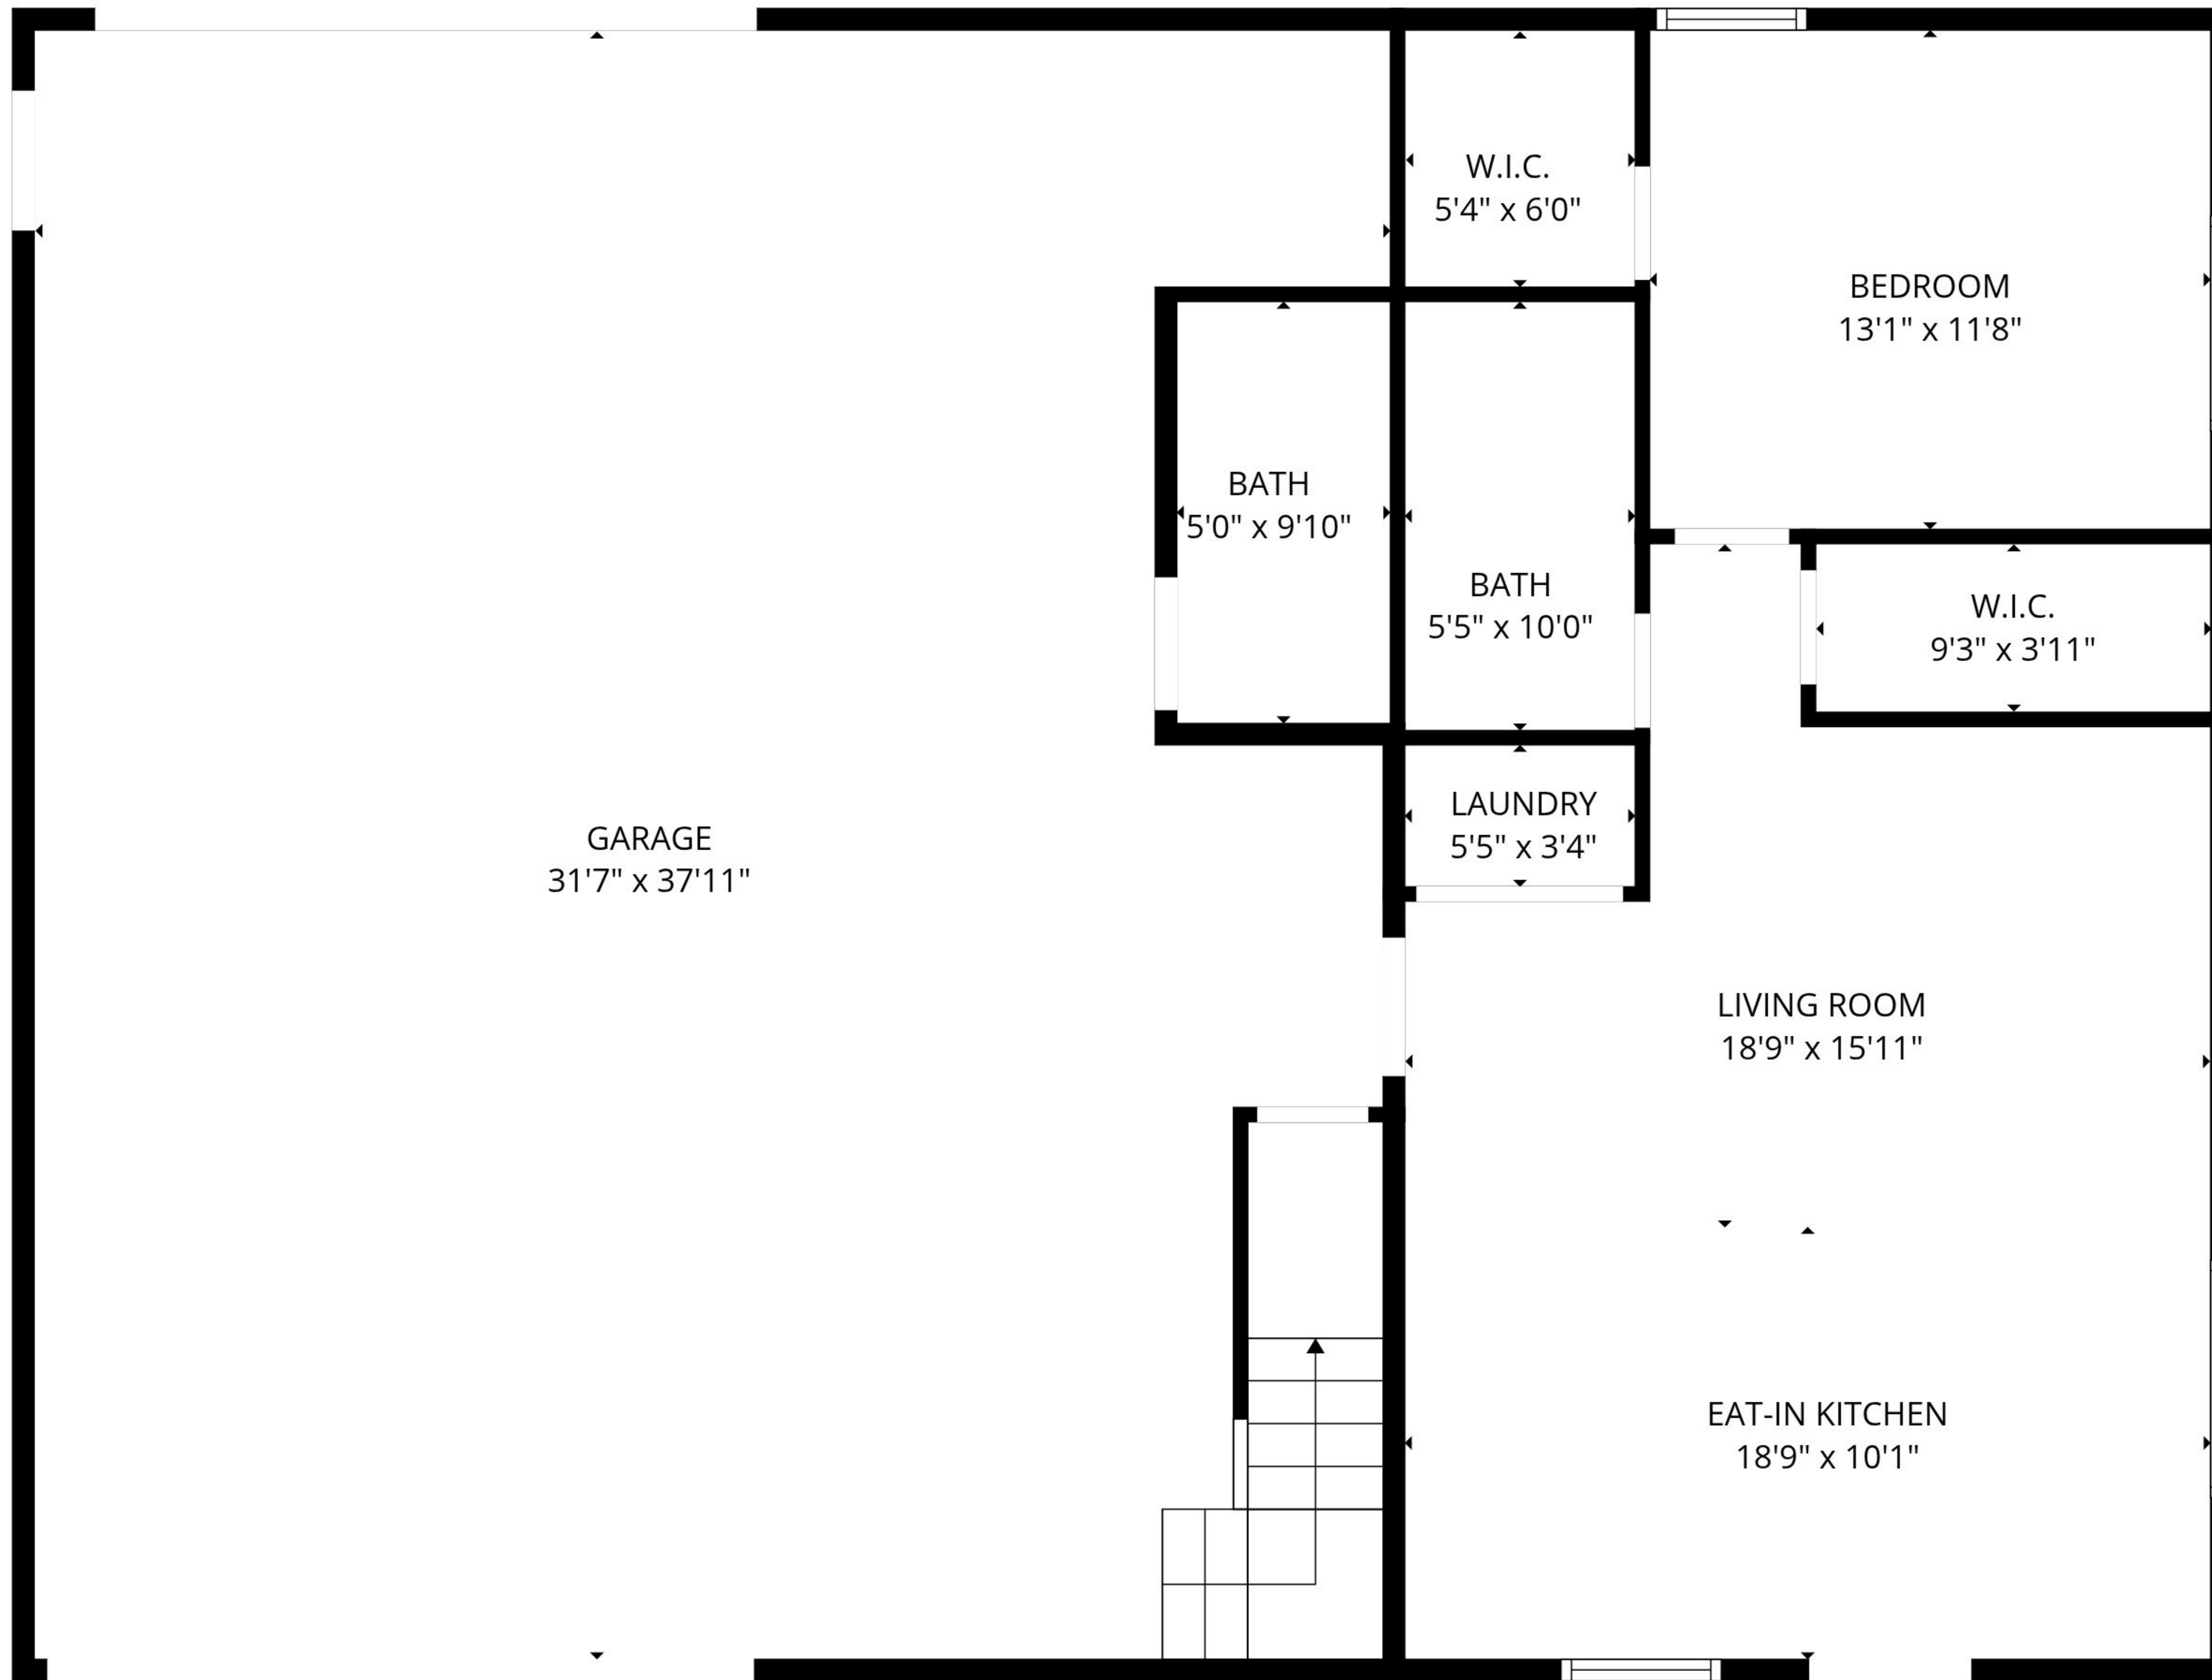 W.I.C.
5'4" x 6'0"
BEDROOM
13'1" x 11'8"
BATH
5'0" x 9'10"
BATH
5'5" x 10'0"
W.I.C.
9'3" x 3'11"
LAUNDRY
5'5" x 3'4"
GARAGE
31'7" x 37'11"
LIVING ROOM
18'9" x 15'11"
EAT-IN KITCHEN
18'9" x 10'1"